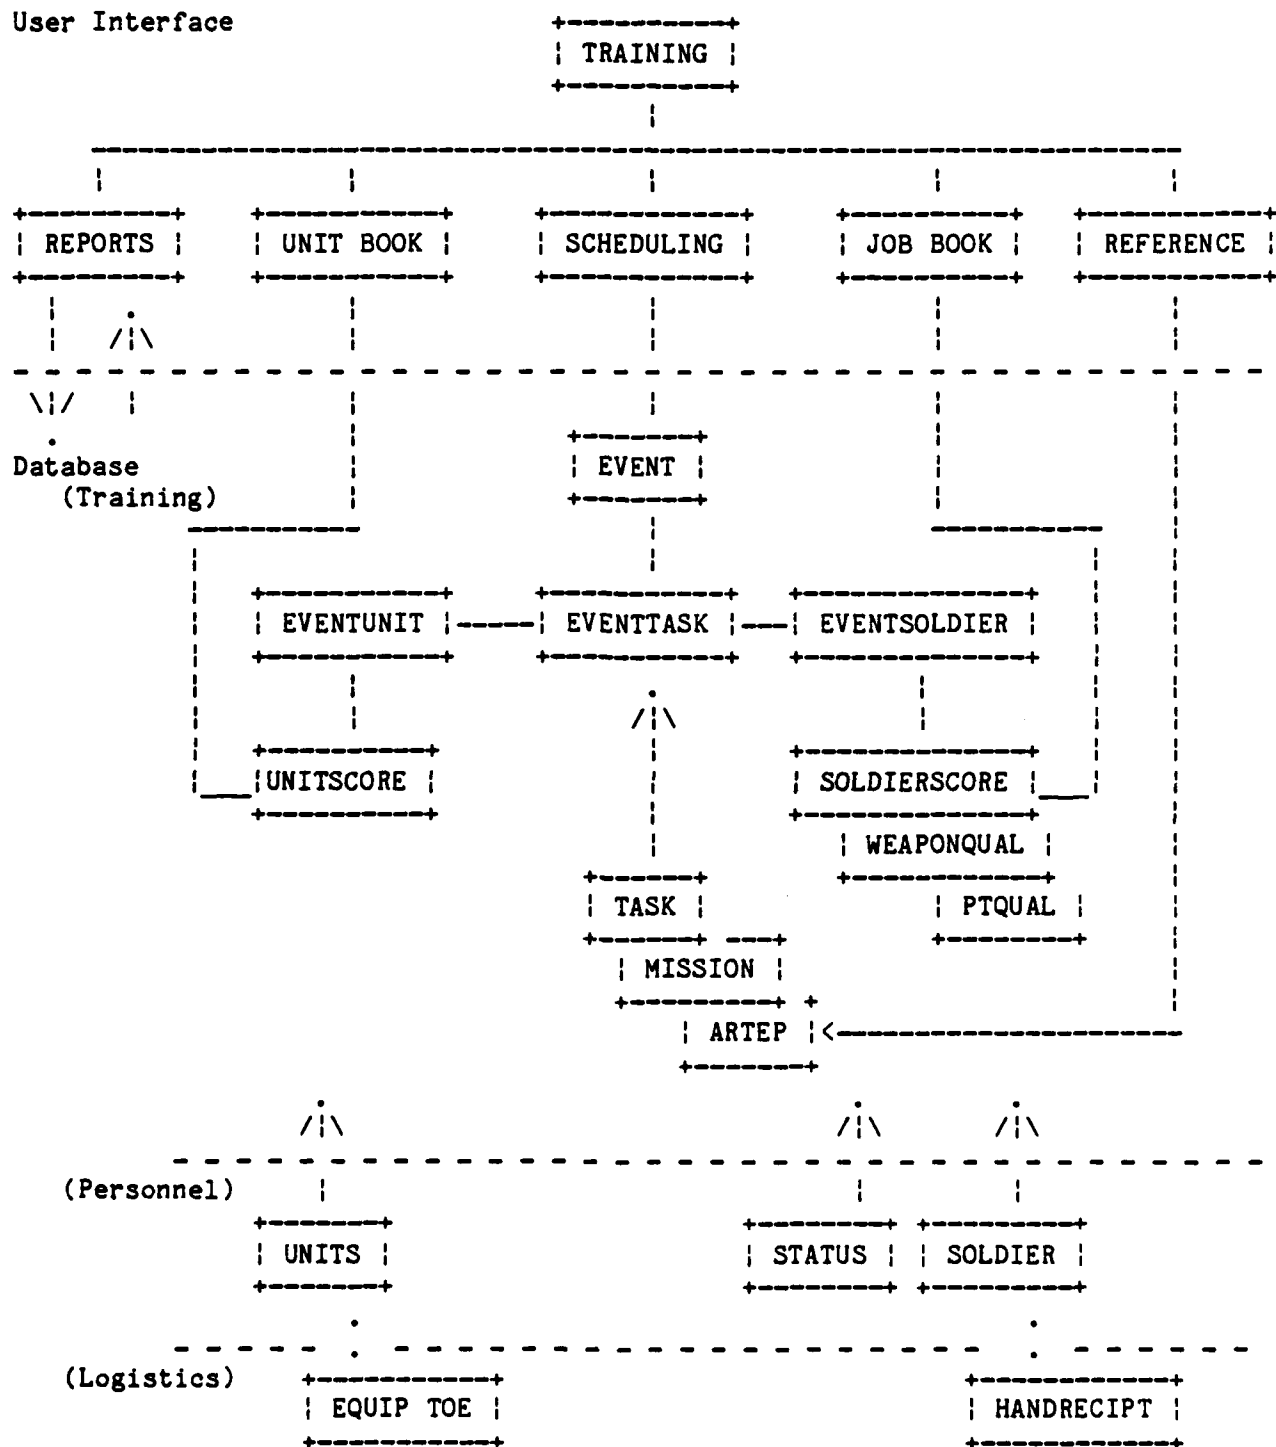 User Interface
TRAINING
REPORTS UNIT BOOK SCHEDULING JOB BOOK REFERENCE
Database
(Training)
EVENT
EVENTUNIT EVENTTASK EVENTSOLDIER
UNITSCORE SOLDIERSCORE
WEAPONQUAL
TASK PTQUAL
MISSION
ARTEP
(Personnel)
UNITS STATUS SOLDIER
(Logistics)
EQUIP TOE HANDRECIPT